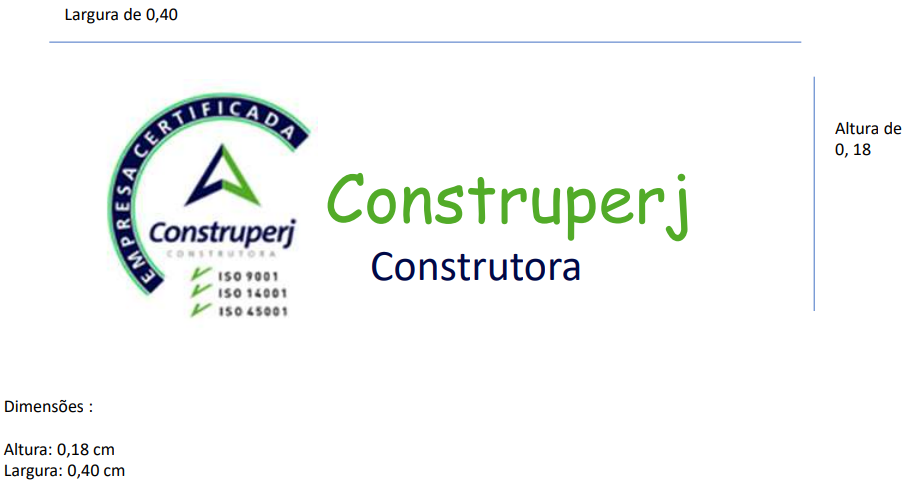 Largura de 0,40
Altura de
0, 18
EMPRESA CERTIFICADA
Construperj
CONSTRUTORA
ISO 9001
ISO 14001
ISO 45001
Construperj
Construtora
Dimensões :
Altura: 0,18 cm
Largura: 0,40 cm